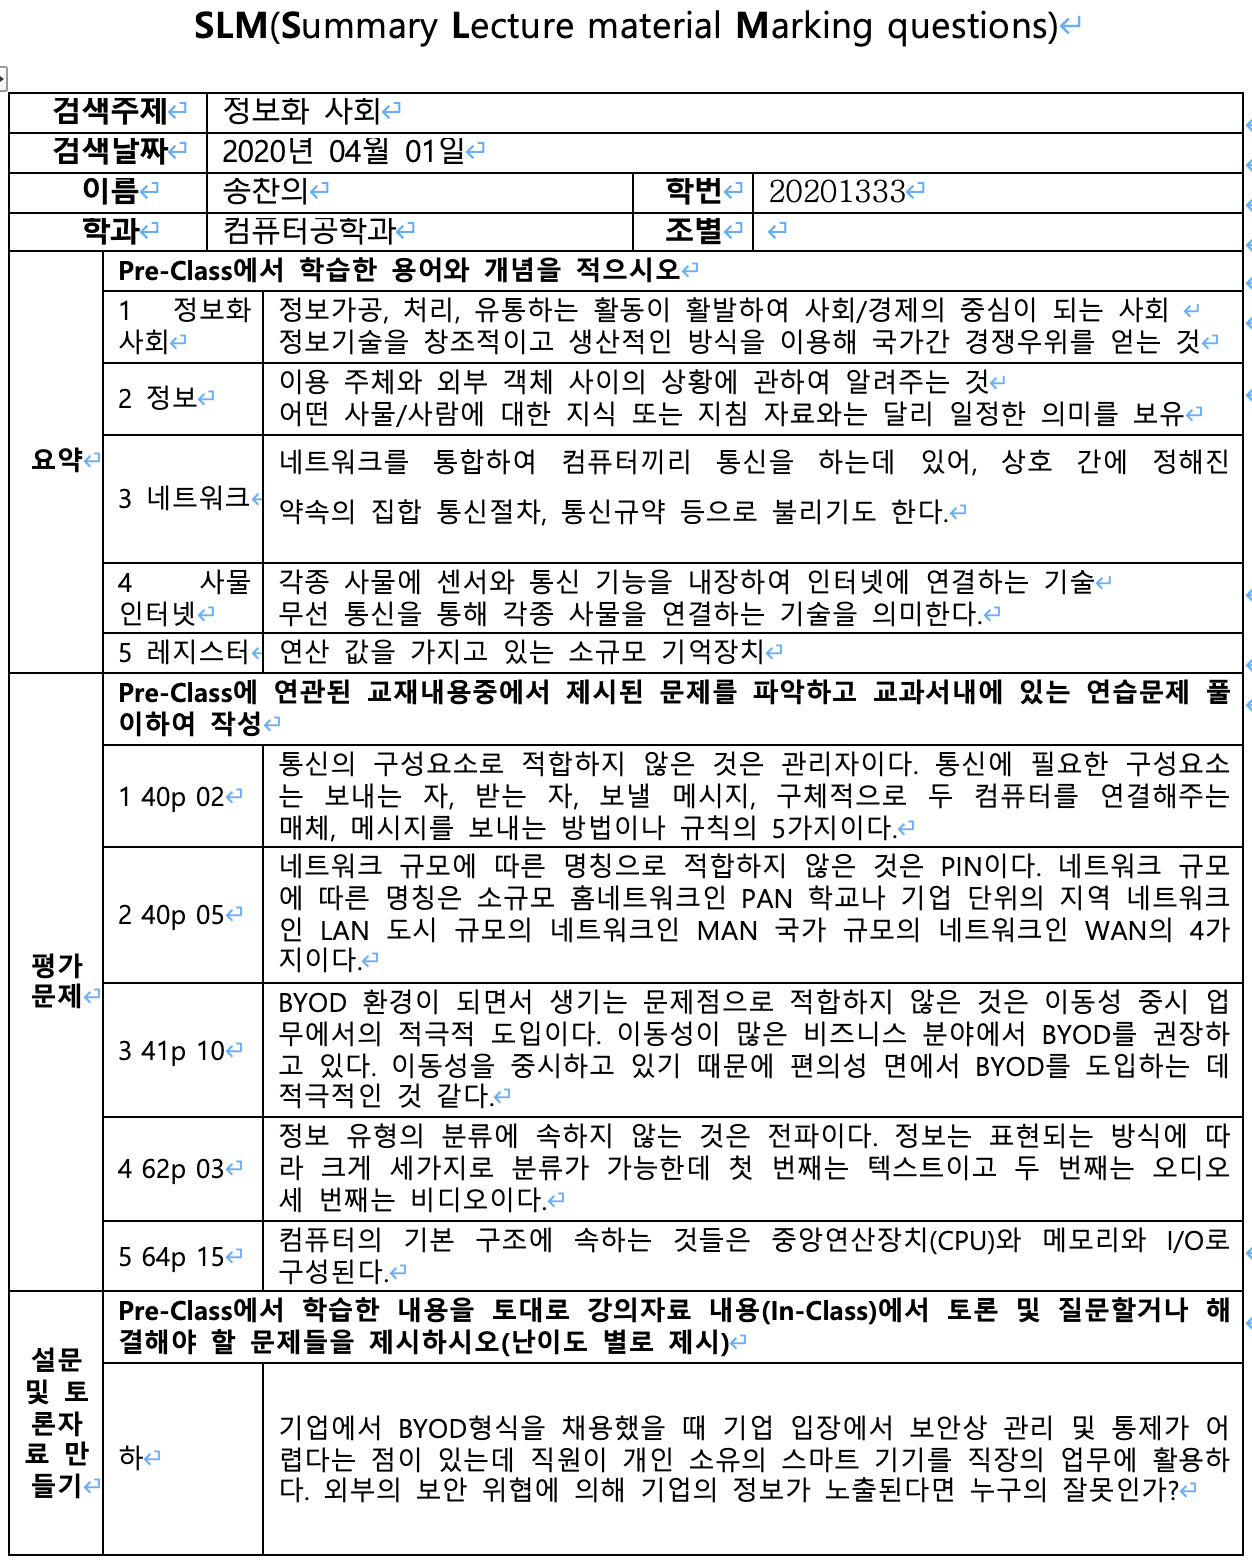 SLM(Summary Lecture material Marking questions)
검색주제 정보화 사회
검색날짜 2020년 04월 01일
이름 송찬의 학번 20201333
학과 컴퓨터공학과 조별
요약
Pre-Class에서 학습한 용어와 개념을 적으시오
1 정보화
사회
정보가공, 처리, 유통하는 활동이 활발하여 사회/경제의 중심이 되는 사회
정보기술을 창조적이고 생산적인 방식을 이용해 국가간 경쟁우위를 얻는 것
2 정보
이용 주체와 외부 객체 사이의 상황에 관하여 알려주는 것
어떤 사물/사람에 대한 지식 또는 지침 자료와는 달리 일정한 의미를 보유
3 네트워크
네트워크를 통합하여 컴퓨터끼리 통신을 하는데 있어, 상호 간에 정해진
약속의 집합 통신절차, 통신규약 등으로 불리기도 한다.
4 사물
인터넷
각종 사물에 센서와 통신 기능을 내장하여 인터넷에 연결하는 기술
무선 통신을 통해 각종 사물을 연결하는 기술을 의미한다.
5 레지스터
연산 값을 가지고 있는 소규모 기억장치
평가
문제
Pre-Class에 연관된 교재내용중에서 제시된 문제를 파악하고 교과서내에 있는 연습문제 풀
이하여 작성
1 40p 02
통신의 구성요소로 적합하지 않은 것은 관리자이다. 통신에 필요한 구성요소
는 보내는 자, 받는 자, 보낼 메시지, 구체적으로 두 컴퓨터를 연결해주는
매체, 메시지를 보내는 방법이나 규칙의 5가지이다.
2 40p 05
네트워크 규모에 따른 명칭으로 적합하지 않은 것은 PIN이다. 네트워크 규모
에 따른 명칭은 소규모 홈네트워크인 PAN 학교나 기업 단위의 지역 네트워크
인 LAN 도시 규모의 네트워크인 MAN 국가 규모의 네트워크인 WAN의 4가
지이다.
3 41p 10
BYOD 환경이 되면서 생기는 문제점으로 적합하지 않은 것은 이동성 중시 업
무에서의 적극적 도입이다. 이동성이 많은 비즈니스 분야에서 BYOD를 권장하
고 있다. 이동성을 중시하고 있기 때문에 편의성 면에서 BYOD를 도입하는 데
적극적인 것 같다.
4 62p 03
정보 유형의 분류에 속하지 않는 것은 전파이다. 정보는 표현되는 방식에 따
라 크게 세가지로 분류가 가능한데 첫 번째는 텍스트이고 두 번째는 오디오
세 번째는 비디오이다.
5 64p 15
컴퓨터의 기본 구조에 속하는 것들은 중앙연산장치(CPU)와 메모리와 I/O로
구성된다.
설문
및 토
론자
료 만
들기
Pre-Class에서 학습한 내용을 토대로 강의자료 내용(In-Class)에서 토론 및 질문할거나 해
결해야 할 문제들을 제시하시오(난이도 별로 제시)
하
기업에서 BYOD형식을 채용했을 때 기업 입장에서 보안상 관리 및 통제가 어
렵다는 점이 있는데 직원이 개인 소유의 스마트 기기를 직장의 업무에 활용하
다. 외부의 보안 위협에 의해 기업의 정보가 노출된다면 누구의 잘못인가?